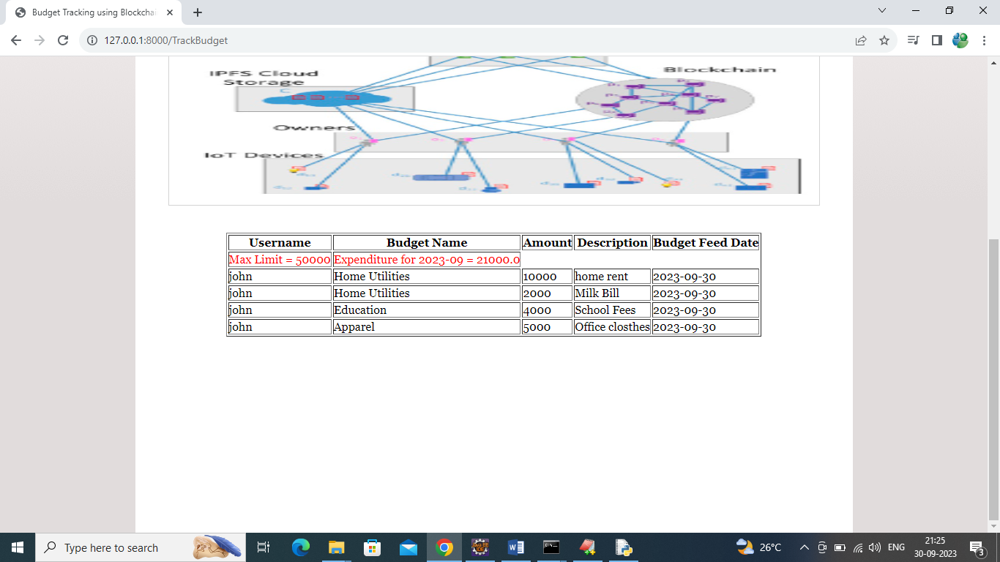 Budget Tracking using Blockchai
127.0.0.1:8000/TrackBudget
IPFS Cloud
Storage
Blockchain
Owners
IoT Devices
Username Budget Name Amount Description Budget Feed Date
Max Limit = 50000 Expenditure for 2023-09 = 21000.0
john Home Utilities 10000 home rent 2023-09-30
john Home Utilities 2000 Milk Bill 2023-09-30
john Education 4000 School Fees 2023-09-30
john Apparel 5000 Office closthes 2023-09-30
Type here to search
26°C
ENG
21:25
30-09-2023
3